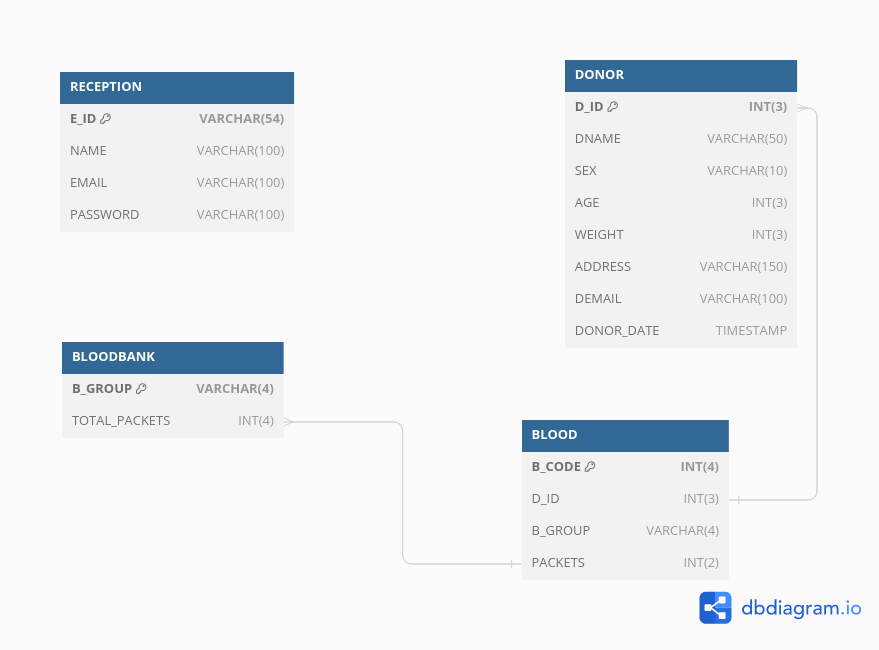 RECEPTION
E_ID VARCHAR(54)
NAME VARCHAR(100)
EMAIL VARCHAR(100)
PASSWORD VARCHAR(100)
DONOR
D_ID INT(3)
DNAME VARCHAR(50)
SEX VARCHAR(10)
AGE INT(3)
WEIGHT INT(3)
ADDRESS VARCHAR(150)
DEMAIL VARCHAR(100)
DONOR_DATE TIMESTAMP
BLOODBANK
B_GROUP VARCHAR(4)
TOTAL_PACKETS INT(4)
BLOOD
B_CODE INT(4)
D_ID INT(3)
B_GROUP VARCHAR(4)
PACKETS INT(2)
dbdiagram.io